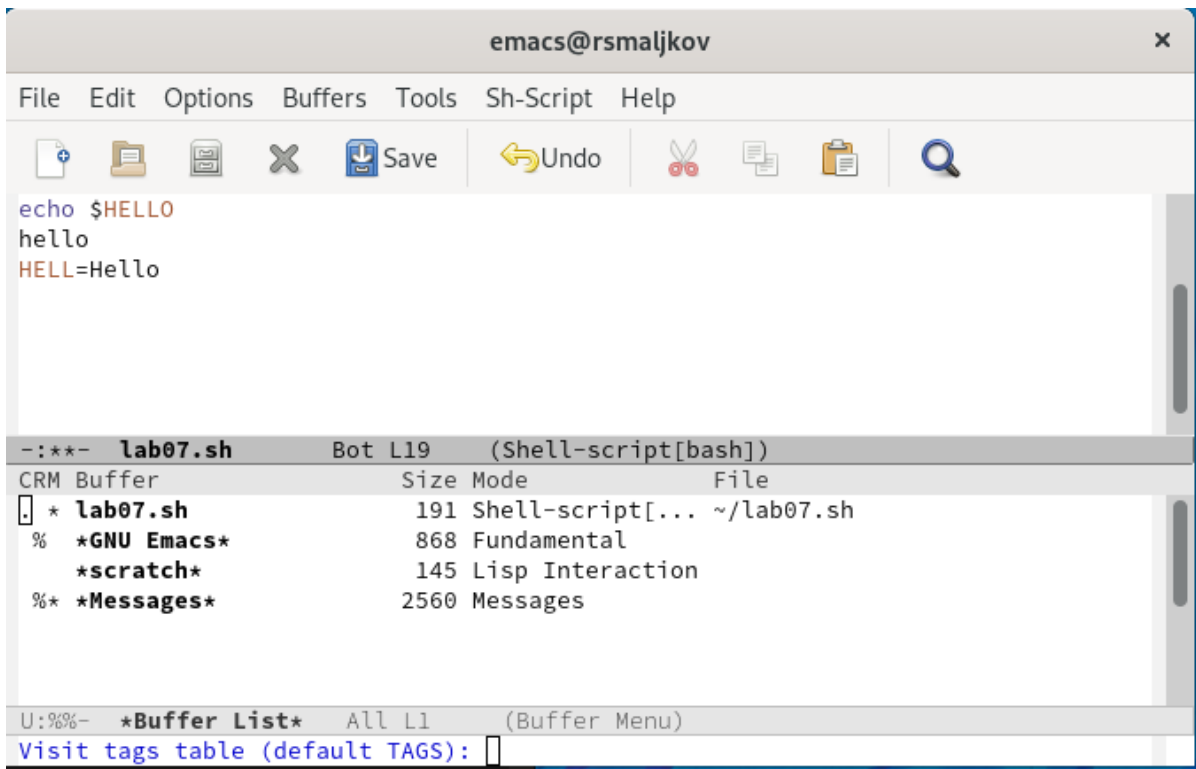 emacs@rsmaljkov ×
File Edit Options Buffers Tools Sh-Script Help
Save Undo
echo $HELLO
hello
HELL=Hello
-:**- lab07.sh Bot L19 (Shell-script[bash])
CRM Buffer Size Mode File
. * lab07.sh 191 Shell-script[... ~/lab07.sh
% *GNU Emacs* 868 Fundamental
*scratch* 145 Lisp Interaction
%* *Messages* 2560 Messages
U:%%- *Buffer List* All L1 (Buffer Menu)
Visit tags table (default TAGS):